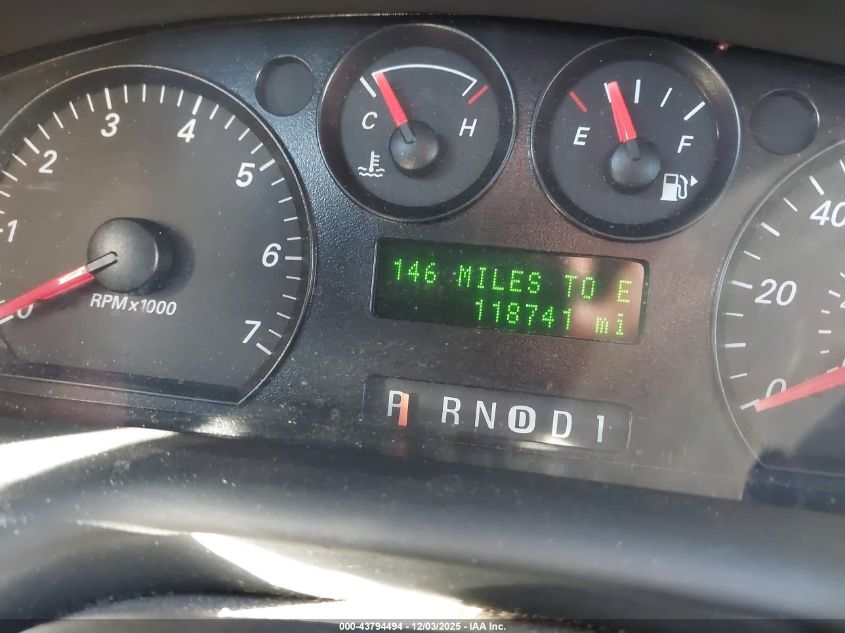 1 2 3 4 5 6 7
0
RPMx1000
C H
E F
146 MILES TO E
118741 mi
P R N D D 1
40
20
0
000-43794494 - 12/03/2025 - IAA Inc.